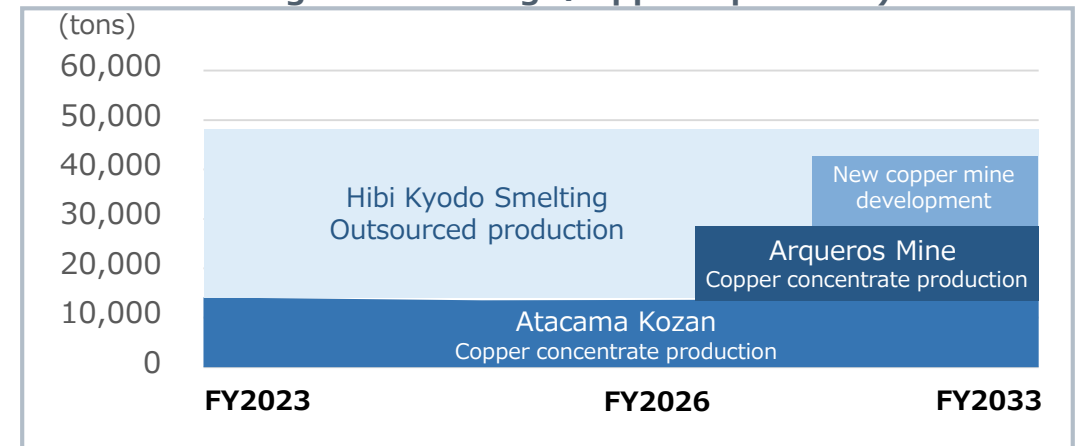 (tons)
60,000
50,000
40,000
30,000
20,000
10,000
0
Hibi Kyodo Smelting
Outsourced production
New copper mine
development
Arqueros Mine
Copper concentrate production
Atacama Kozan
Copper concentrate production
FY2023 FY2026 FY2033